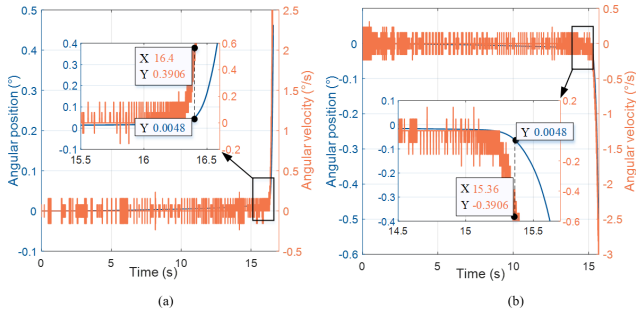 0.5
0.4
0.3
0.2
0.1
0
-0.1
Angular position (°)
0 5 10 15
Time (s)
2.5
2
1.5
1
0.5
0
-0.5
Angular velocity (°/s)
0.4
0.3
0.2
0.1
0
-0.1
15.5 16 16.5
0.6
0.4
0.2
0
-0.2
X 16.4
Y 0.3906
Y 0.0048
(a)
0
-0.1
-0.2
-0.3
-0.4
-0.5
-0.6
Angular position (°)
0 5 10 15
Time (s)
0.5
0
-0.5
-1
-1.5
-2
-2.5
-3
Angular velocity (°/s)
0.1
0
-0.1
-0.2
-0.3
-0.4
14.5 15 15.5
0.2
0
-0.2
-0.4
-0.6
Y 0.0048
X 15.36
Y -0.3906
(b)